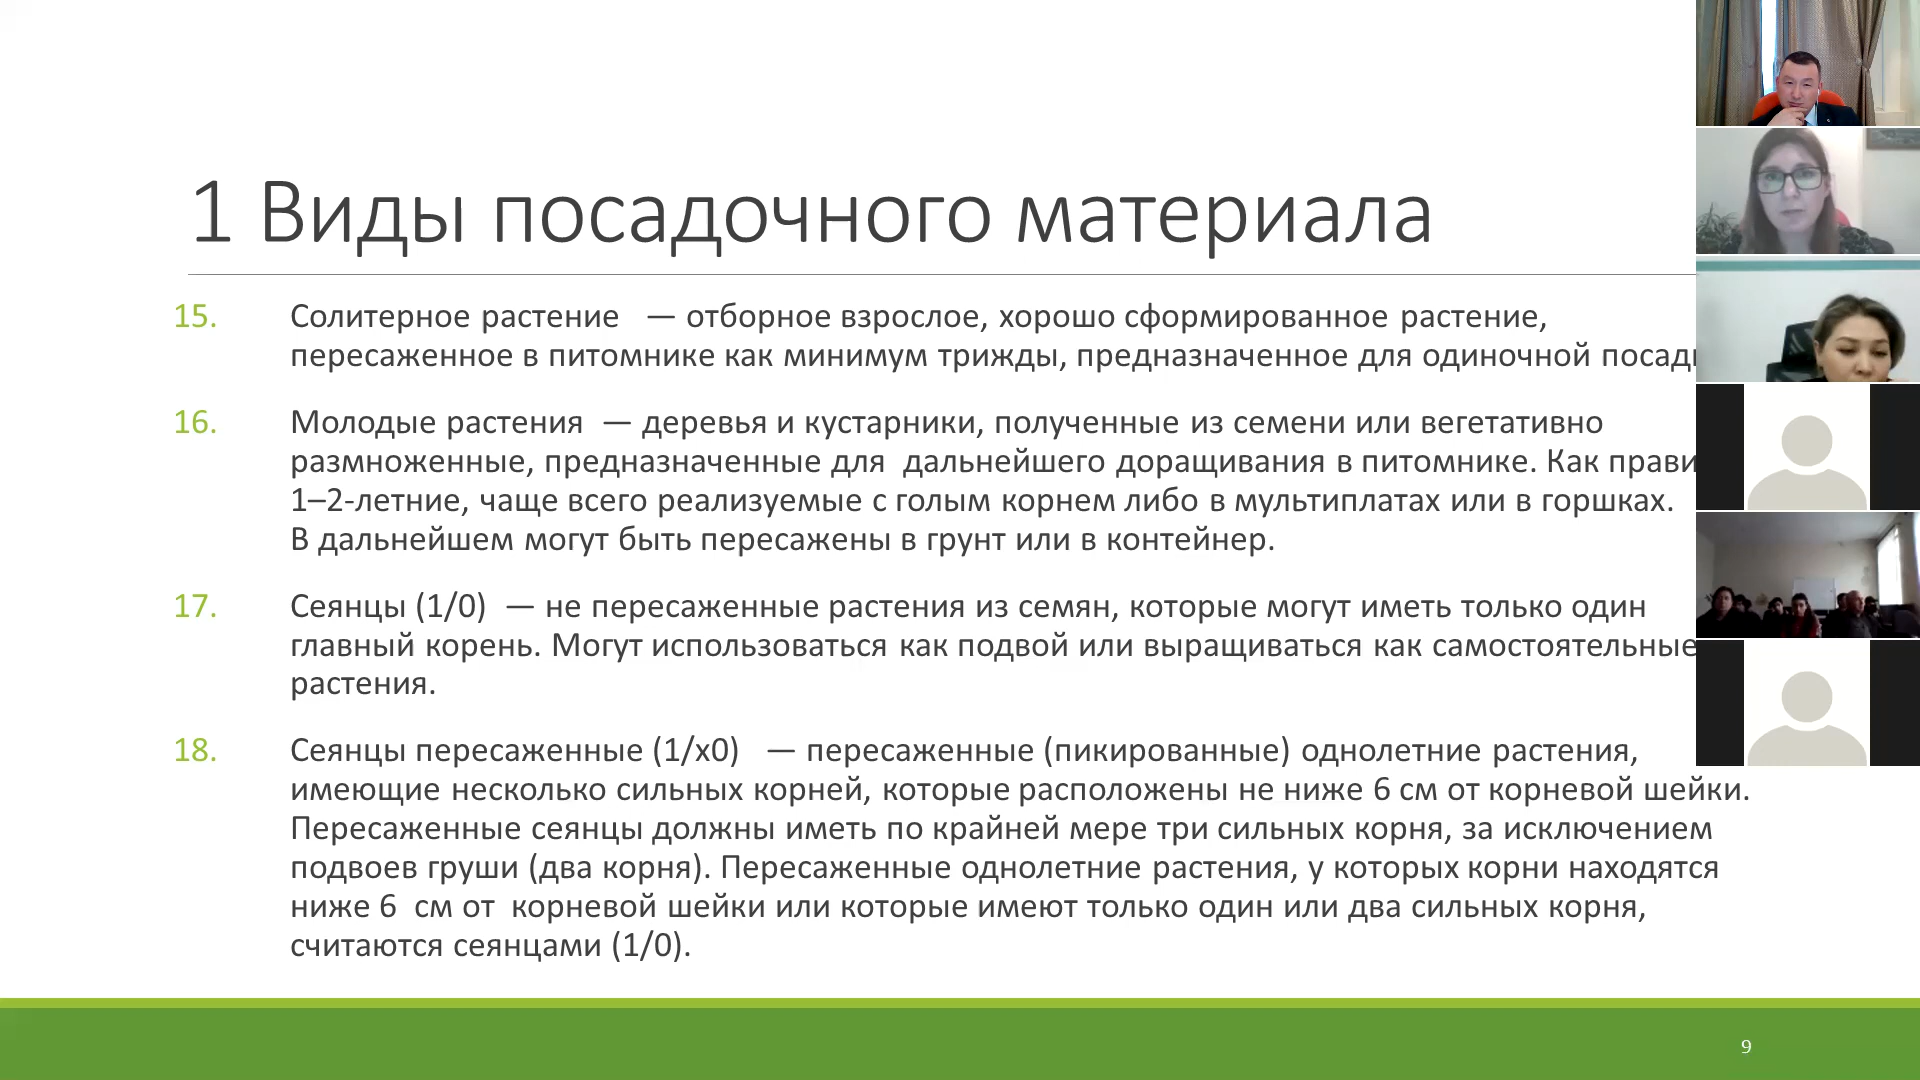 1 Виды посадочного материала
15. Солитерное растение — отборное взрослое, хорошо сформированное растение,
пересаженное в питомнике как минимум трижды, предназначенное для одиночной
16. Молодые растения — деревья и кустарники, полученные из семени или вегетативно
размноженные, предназначенные для дальнейшего доращивания в питомнике. Как
1–2-летние, чаще всего реализуемые с голым корнем либо в мультиплатах или в горшках.
В дальнейшем могут быть пересажены в грунт или в контейнер.
17. Сеянцы (1/0) — не пересаженные растения из семян, которые могут иметь только один
главный корень. Могут использоваться как подвой или выращиваться как самостоятельные
растения.
18. Сеянцы пересаженные (1/х0) — пересаженные (пикированные) однолетние растения,
имеющие несколько сильных корней, которые расположены не ниже 6 см от корневой шейки.
Пересаженные сеянцы должны иметь по крайней мере три сильных корня, за исключением
подвоев груши (два корня). Пересаженные однолетние растения, у которых корни находятся
ниже 6 см от корневой шейки или которые имеют только один или два сильных корня,
считаются сеянцами (1/0).
9